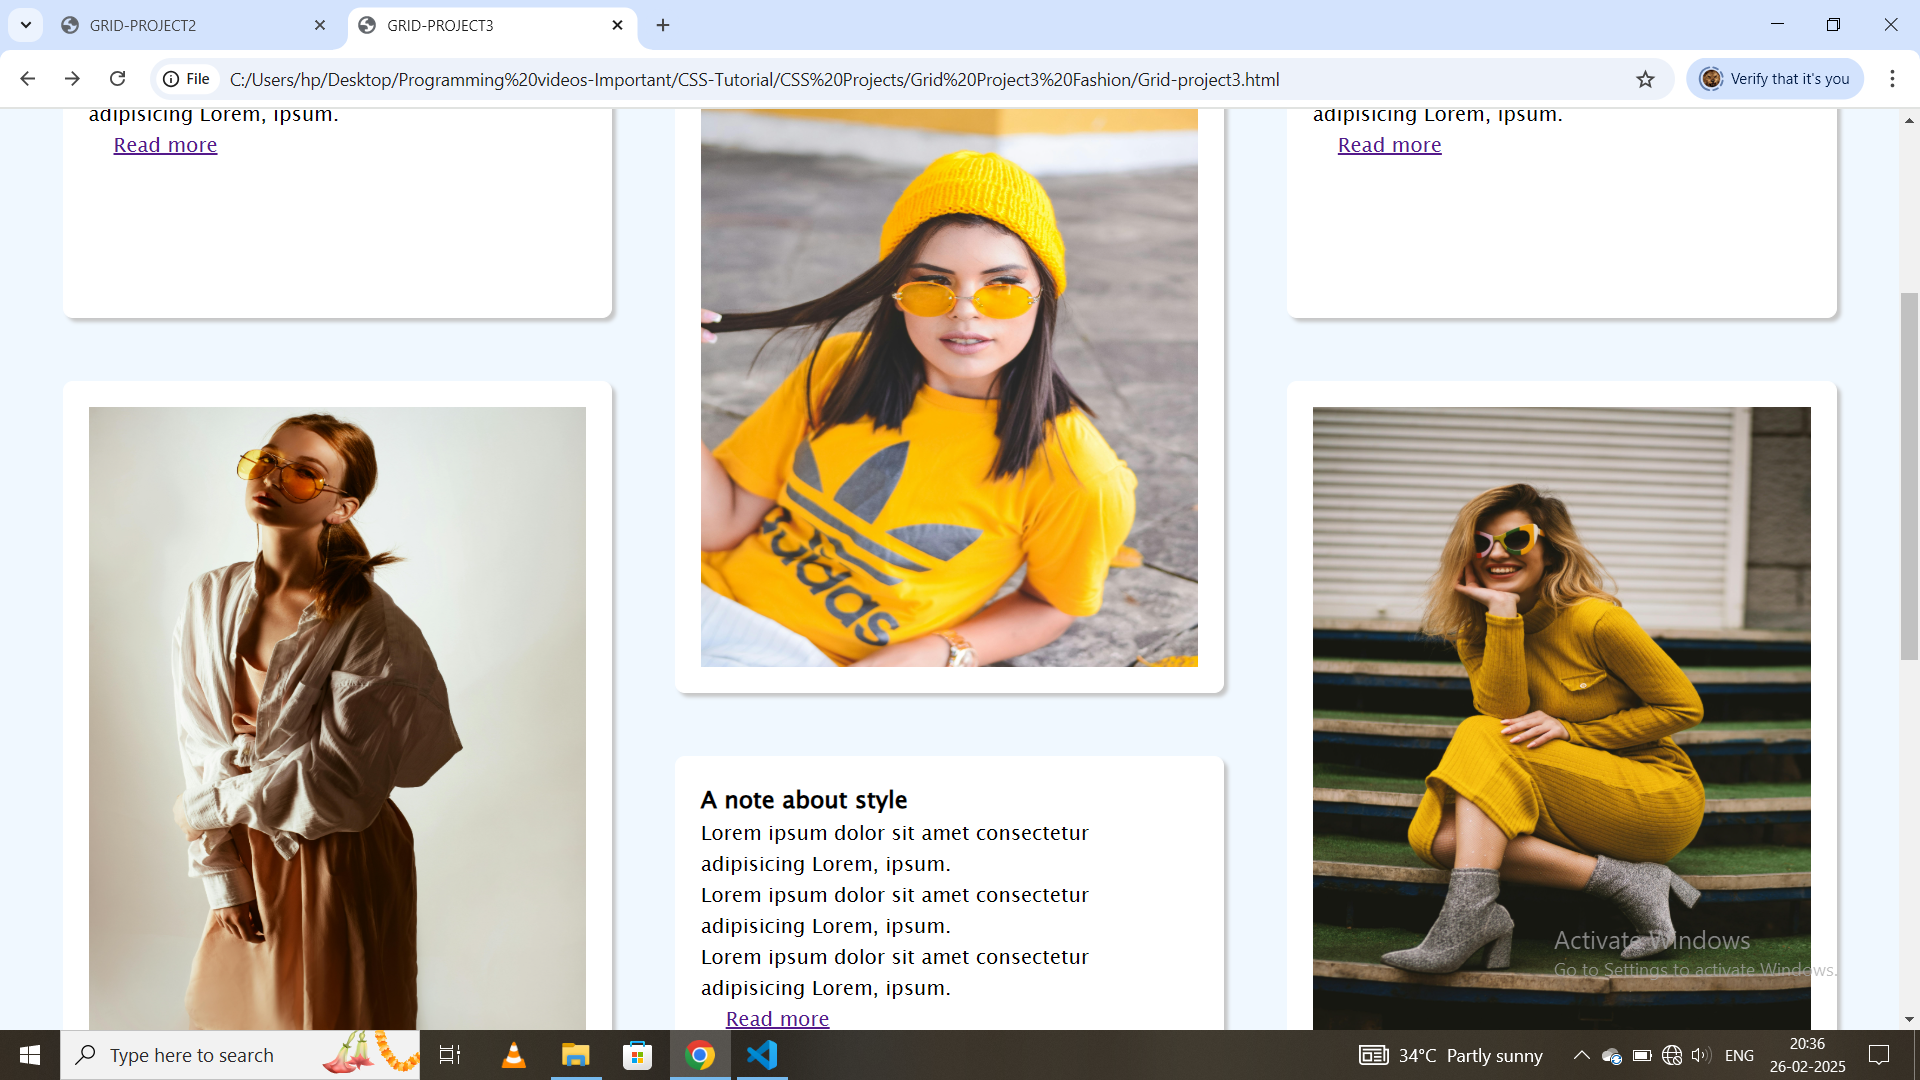 GRID-PROJECT2
GRID-PROJECT3
File
C:/Users/hp/Desktop/Programming%20videos-Important/CSS-Tutorial/CSS%20Projects/Grid%20Project3%20Fashion/Grid-project3.html
Verify that it's you
adipisicing Lorem, ipsum.
Read more
adipisicing Lorem, ipsum.
Read more
adidas
A note about style
Lorem ipsum dolor sit amet consectetur
adipisicing Lorem, ipsum.
Lorem ipsum dolor sit amet consectetur
adipisicing Lorem, ipsum.
Lorem ipsum dolor sit amet consectetur
adipisicing Lorem, ipsum.
Read more
Activate Windows
Go to Settings to activate Windows.
Type here to search
34°C Partly sunny
ENG
20:36
26-02-2025